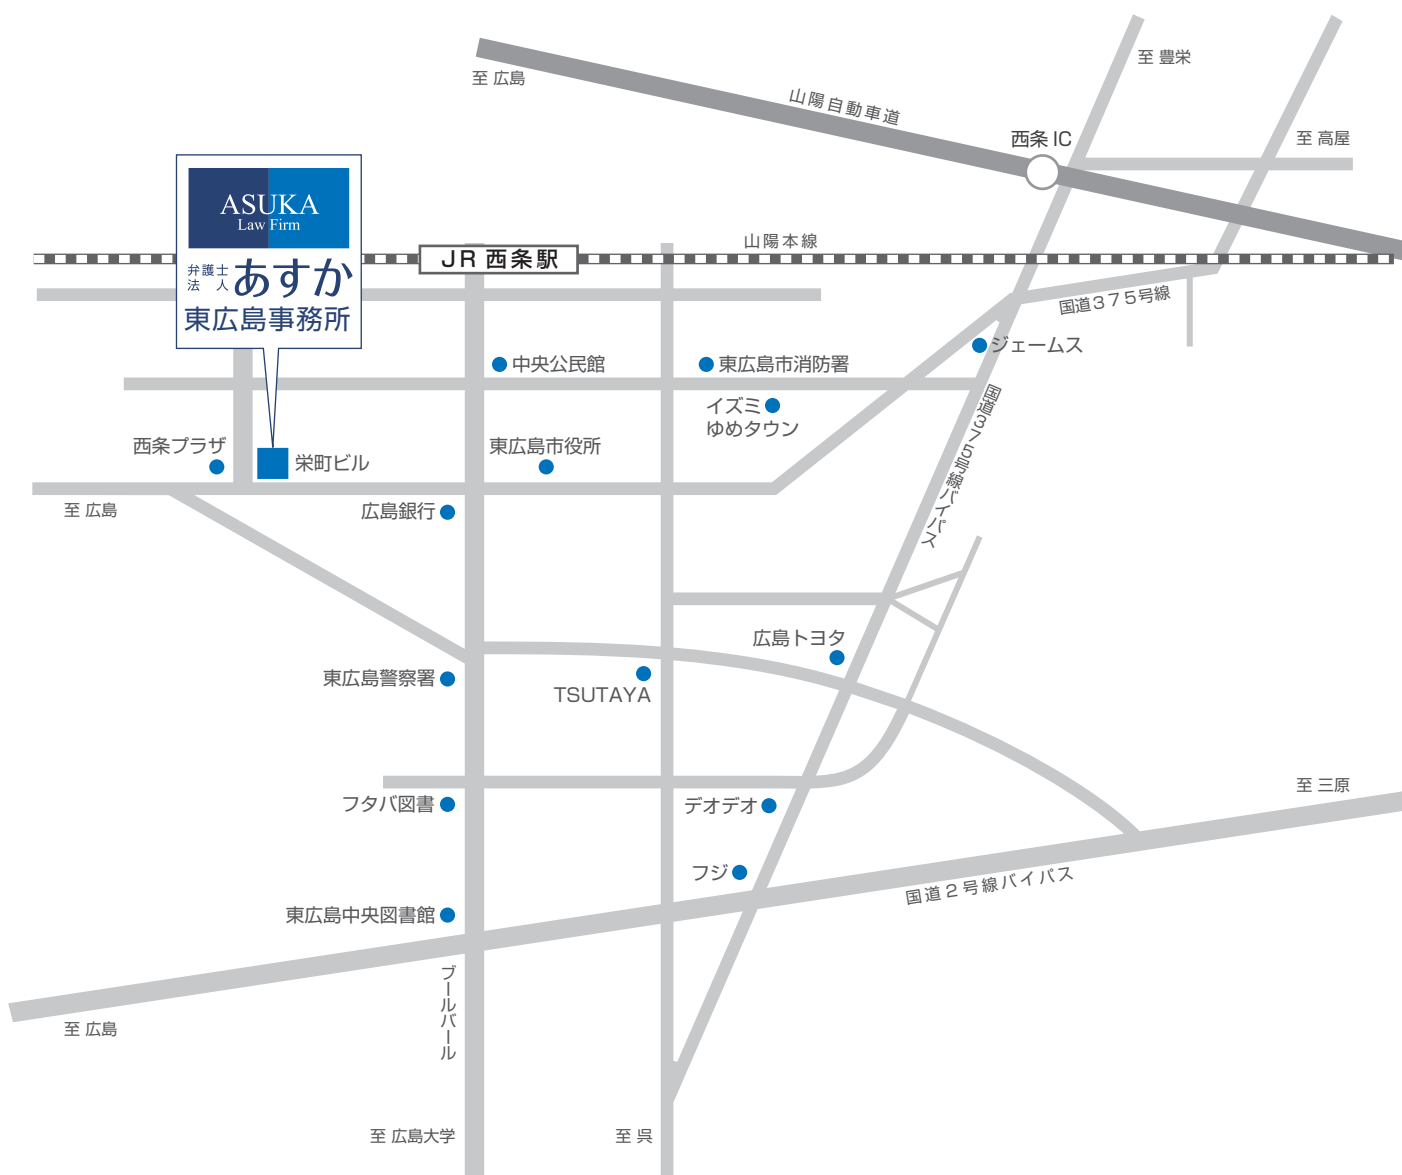 至 広島
山陽自動車道
至 豊栄
西条 IC
至 高屋
ASUKA
Law Firm
弁護士
法人
あすか
東広島事務所
JR 西条駅
山陽本線
国道375号線
ジェームス
中央公民館
東広島市消防署
イズミ
ゆめタウン
国道375号線バイパス
西条プラザ
栄町ビル
東広島市役所
至 広島
広島銀行
広島トヨタ
東広島警察署
TSUTAYA
フタバ図書
デオデオ
至 三原
フジ
国道2号線バイパス
東広島中央図書館
ブールバール
至 広島
至 広島大学
至 呉